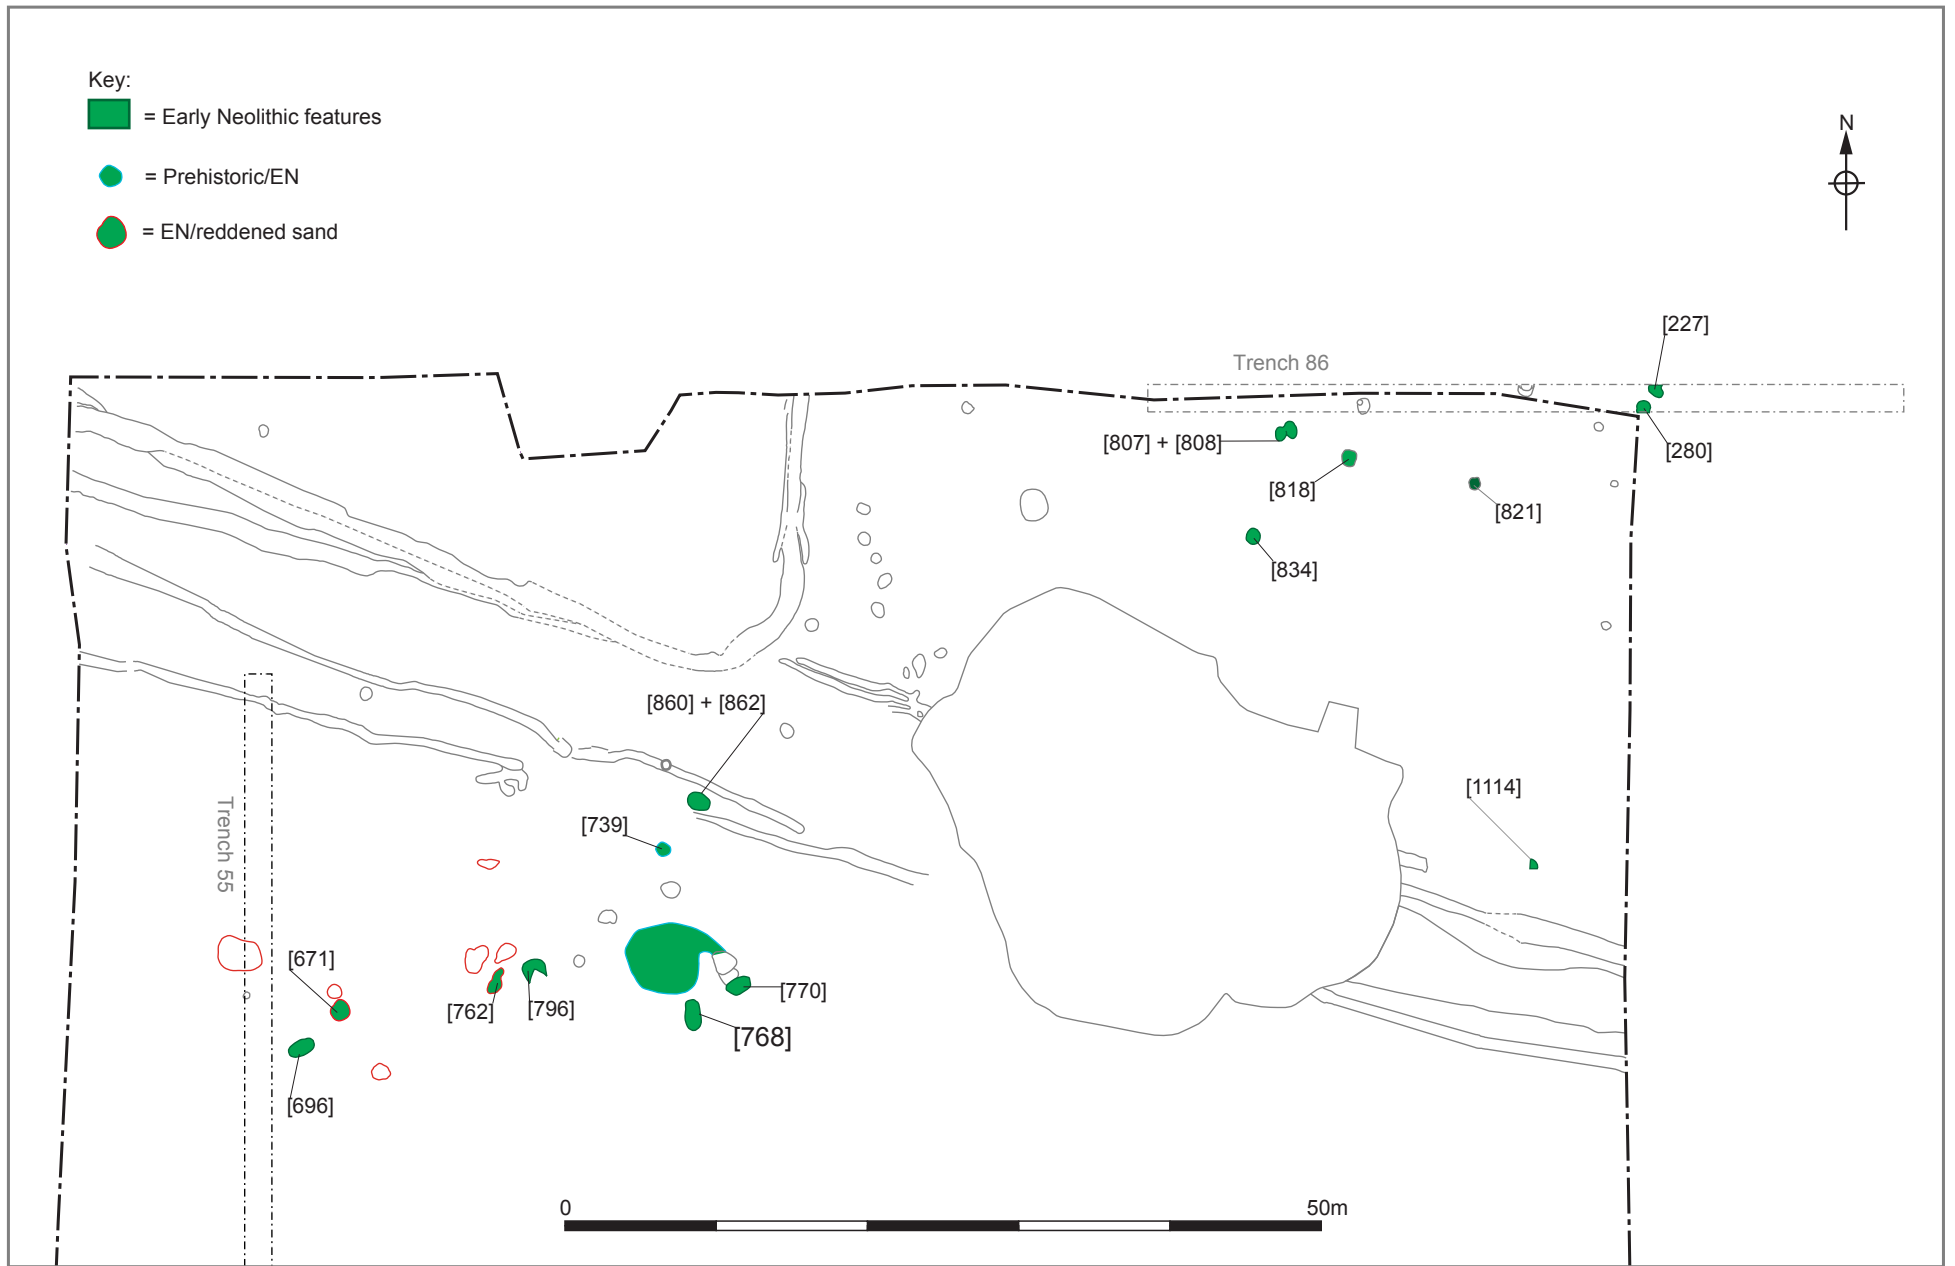 Key:
= Early Neolithic features
= Prehistoric/EN
= EN/reddened sand
N
[227]
Trench 86
[280]
[807] + [808]
[818]
[821]
[834]
[860] + [862]
[739]
[1114]
Trench 55
[671]
[762]
[796]
[770]
[768]
[696]
0
50m